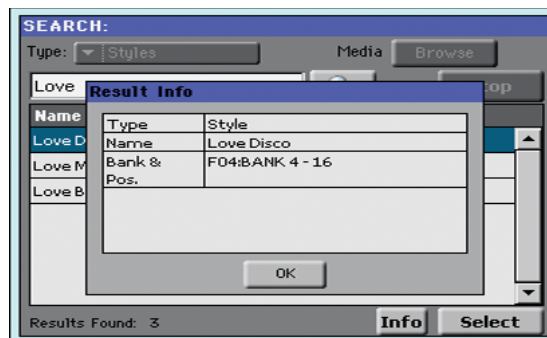 SEARCH:
Type: Styles Media Browse
Love op
Result Info
Name
Type Style
Love D Name Love Disco
Love M Bank & F04:BANK 4 - 16
Pos.
Love B
OK
Results Found: 3 Info Select